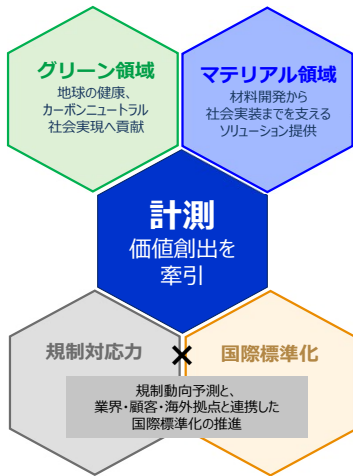 グリーン領域
地球の健康、
カーボンニュートラル
社会実現へ貢献
マテリアル領域
材料開発から
社会実装までを支える
ソリューション提供
計測
価値創出を
牽引
規制対応力
×
国際標準化
規制動向予測と、
業界・顧客・海外拠点と連携した
国際標準化の推進